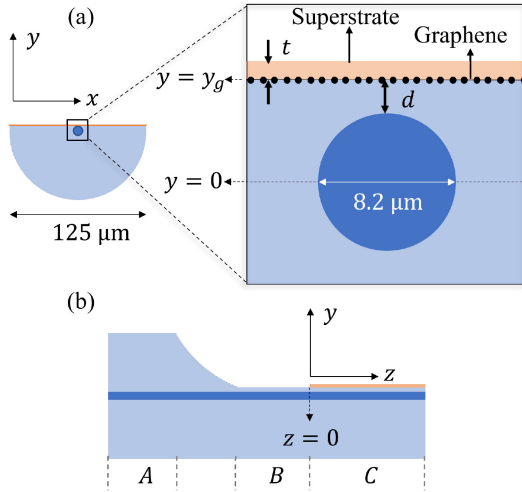 (a)
y
x
125 μm
Superstrate
t
Graphene
y = y_g
d
y = 0
8.2 μm
(b)
y
z
z = 0
A
B
C